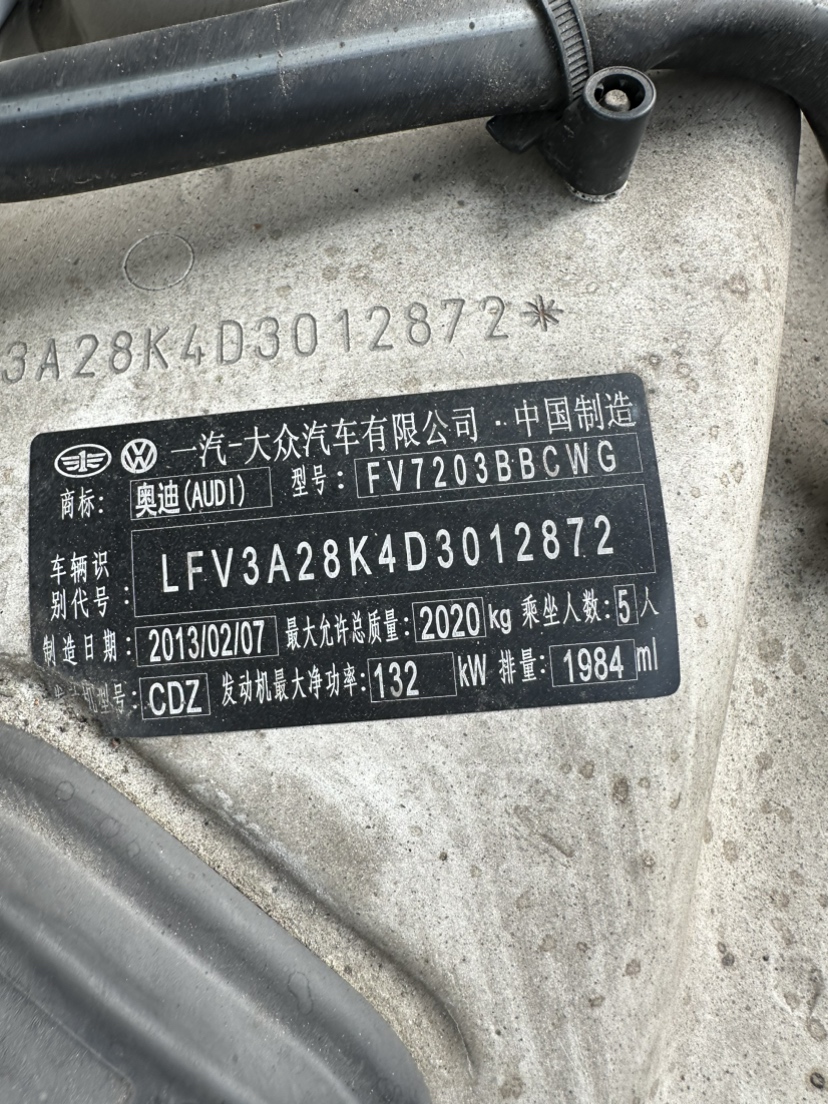 3A28K4D3012872*
一汽-大众汽车有限公司·中国制造
商标: 奥迪(AUDI) 型号: FV7203BBCWG
车辆识别代号: LFV3A28K4D3012872
制造日期: 2013/02/07 最大允许总质量: 2020 kg 乘坐人数: 5 人
机型号: CDZ 发动机最大净功率: 132 kW 排量: 1984 ml